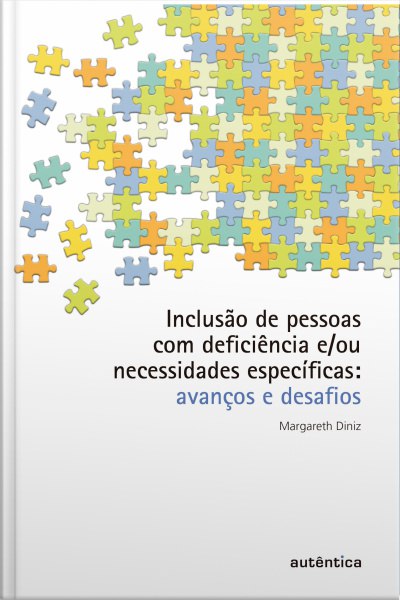 Inclusão de pessoas
com deficiência e/ou
necessidades específicas:
avanços e desafios
Margareth Diniz
autêntica